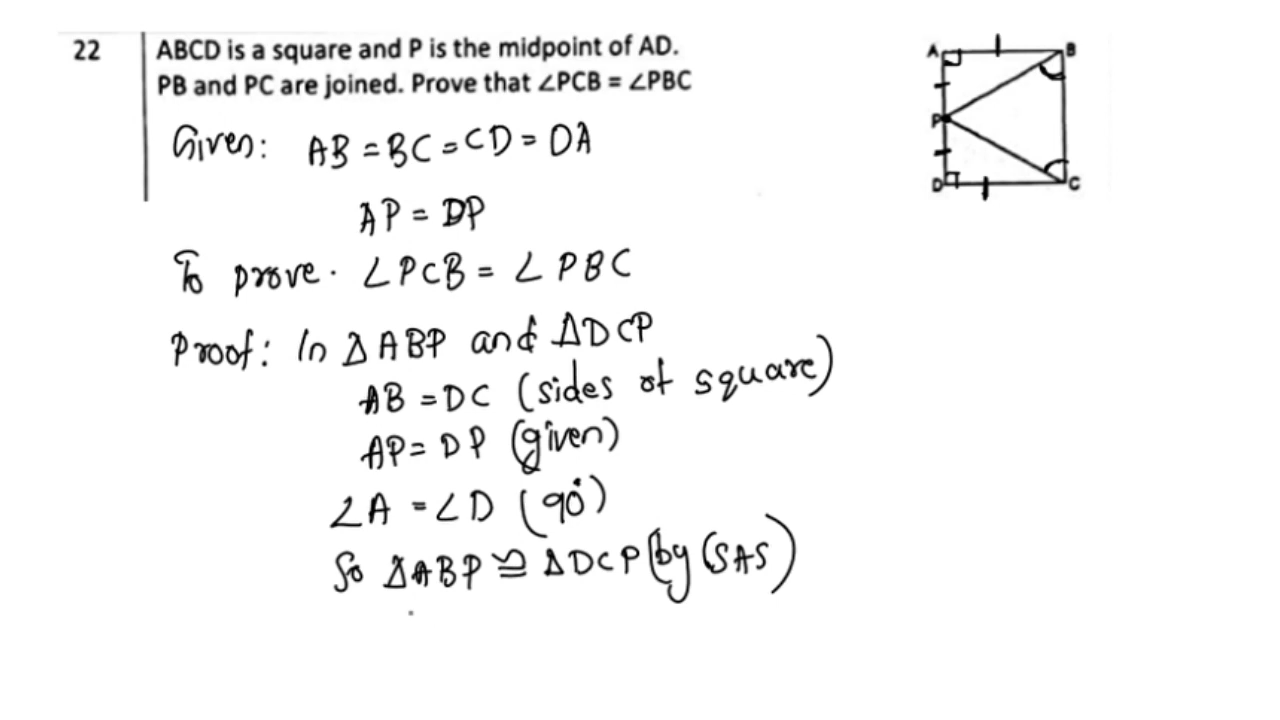 22 ABCD is a square and P is the midpoint of AD.
PB and PC are joined. Prove that ∠PCB = ∠PBC
A B
P
D C
Given: AB = BC = CD = DA
AP = DP
To prove. ∠PCB = ∠PBC
Proof: In ΔABP and ΔDCP
AB = DC (sides of square)
AP = DP (given)
∠A = ∠D (90°)
So ΔABP ≅ ΔDCP (by (SAS)